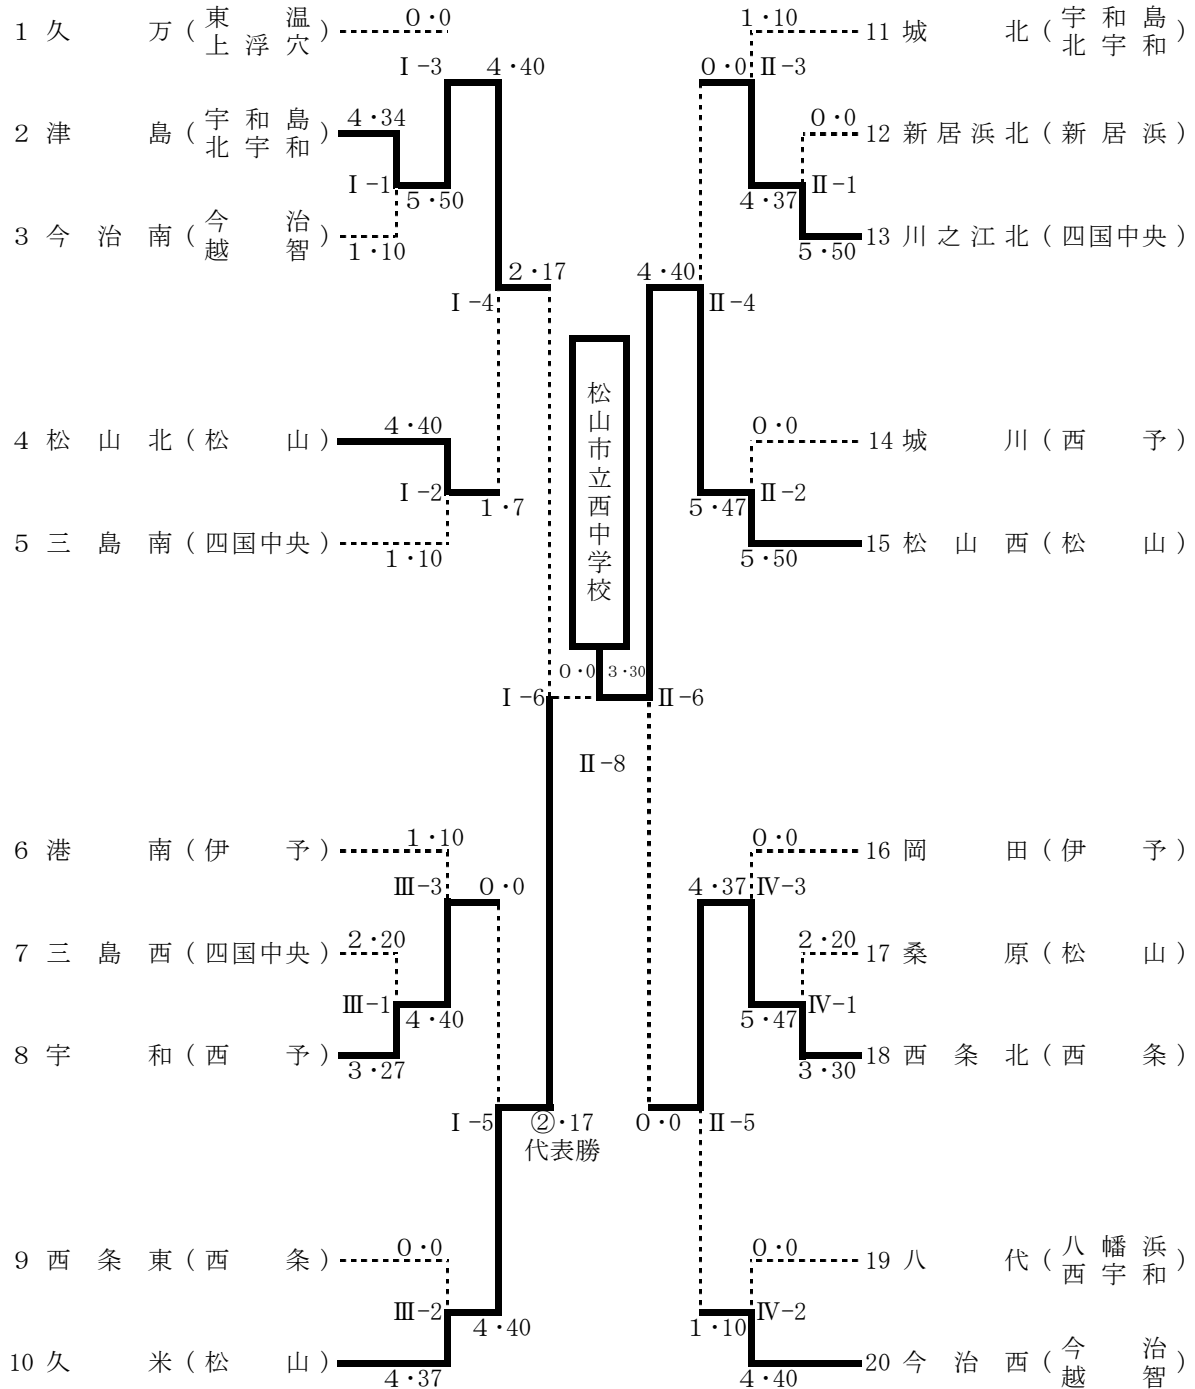 1 久万（東温上浮穴） 0・0
Ⅰ-3 4・40
2 津島（宇和島北宇和） 4・34
Ⅰ-1 5・50
3 今治南（今治越智） 1・10
2・17
Ⅰ-4
4 松山北（松山） 4・40
Ⅰ-2 1・7
5 三島南（四国中央） 1・10
Ⅰ-6
6 港南（伊予） 1・10
Ⅲ-3 0・0
7 三島西（四国中央） 2・20
Ⅲ-1 4・40
8 宇和（西予） 3・27
Ⅰ-5 ②・17
代表勝
9 西条東（西条） 0・0
Ⅲ-2 4・40
10 久米（松山） 4・37
松山市立西中学校
0・0 3・30
Ⅱ-8
1・10 11 城北（宇和島北宇和）
0・0 Ⅱ-3
0・0 12 新居浜北（新居浜）
4・37 Ⅱ-1
5・50 13 川之江北（四国中央）
4・40
Ⅱ-4
0・0 14 城川（西予）
5・47 Ⅱ-2
5・50 15 松山西（松山）
Ⅱ-6
0・0 16 岡田（伊予）
4・37 Ⅳ-3
2・20 17 桑原（松山）
5・47 Ⅳ-1
3・30 18 西条北（西条）
0・0 Ⅱ-5
0・0 19 八代（八幡浜西宇和）
1・10 Ⅳ-2
4・40 20 今治西（今治越智）